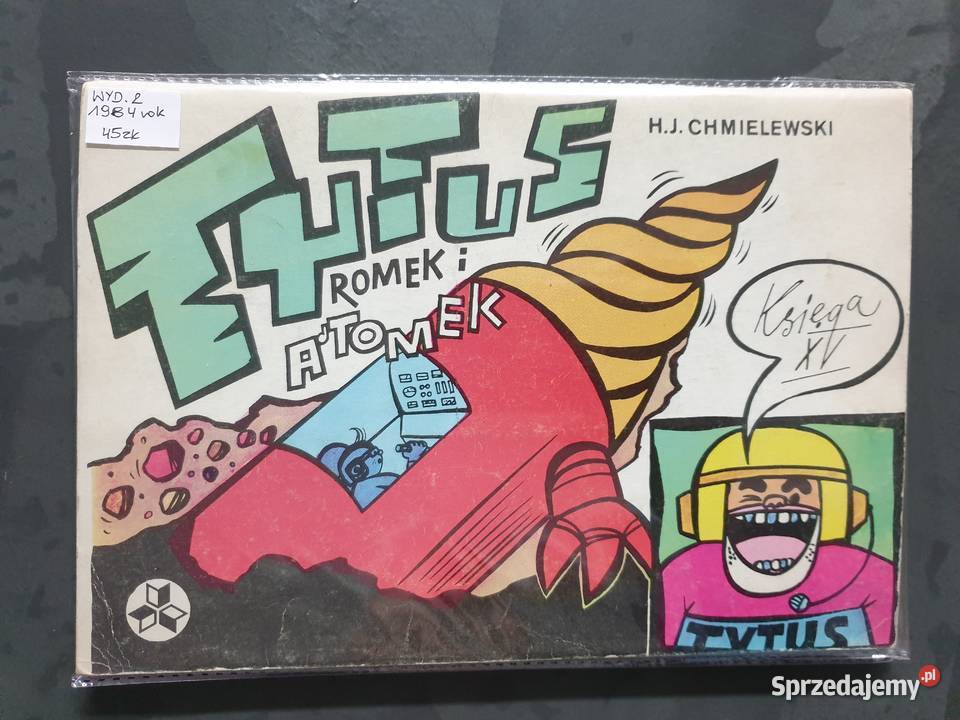 WYD. 2
1984 rok
45zł
TYTUS
ROMEK i
A'TOMEK
H.J. CHMIELEWSKI
Księga
XV
TYTUS
Sprzedajemy.pl